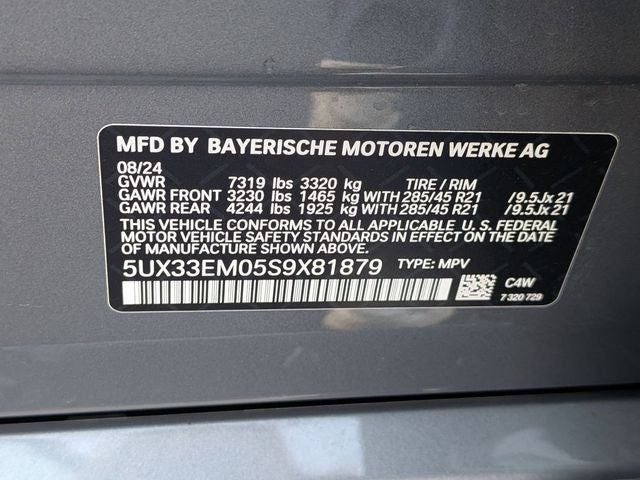 MFD BY BAYERISCHE MOTOREN WERKE AG
08/24
GVWR 7319 lbs 3320 kg TIRE / RIM
GAWR FRONT 3230 lbs 1465 kg WITH 285/45 R21 /9.5Jx21
GAWR REAR 4244 lbs 1925 kg WITH 285/45 R21 /9.5Jx21
THIS VEHICLE CONFORMS TO ALL APPLICABLE U. S. FEDERAL
MOTOR VEHICLE SAFETY STANDARDS IN EFFECT ON THE DATE OF
MANUFACTURE SHOWN ABOVE.
5UX33EM05S9X81879 TYPE: MPV
C4W
7 320 729